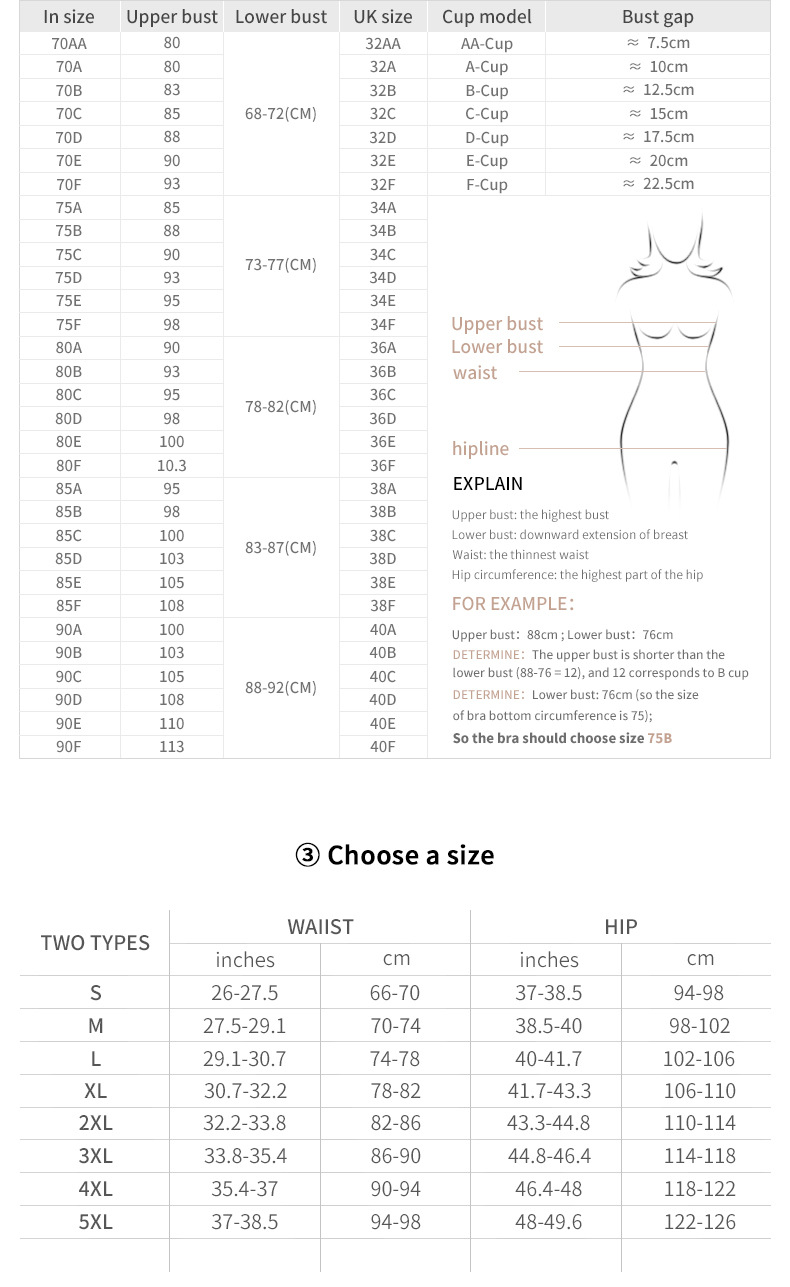 In size Upper bust Lower bust UK size Cup model Bust gap
70AA 80 32AA AA-Cup ≈ 7.5cm
70A 80 32A A-Cup ≈ 10cm
70B 83 32B B-Cup ≈ 12.5cm
70C 85 68-72(CM) 32C C-Cup ≈ 15cm
70D 88 32D D-Cup ≈ 17.5cm
70E 90 32E E-Cup ≈ 20cm
70F 93 32F F-Cup ≈ 22.5cm
75A 85 34A
75B 88 34B
75C 90 73-77(CM) 34C
75D 93 34D
75E 95 34E
75F 98 34F
80A 90 36A
80B 93 36B
80C 95 78-82(CM) 36C
80D 98 36D
80E 100 36E
80F 10.3 36F
85A 95 38A
85B 98 38B
85C 100 83-87(CM) 38C
85D 103 38D
85E 105 38E
85F 108 38F
90A 100 40A
90B 103 40B
90C 105 88-92(CM) 40C
90D 108 40D
90E 110 40E
90F 113 40F
Upper bust
Lower bust
waist
hipline
EXPLAIN
Upper bust: the highest bust
Lower bust: downward extension of breast
Waist: the thinnest waist
Hip circumference: the highest part of the hip
FOR EXAMPLE：
Upper bust：88cm ; Lower bust：76cm
DETERMINE：The upper bust is shorter than the
lower bust (88-76 = 12), and 12 corresponds to B cup
DETERMINE：Lower bust: 76cm (so the size
of bra bottom circumference is 75);
So the bra should choose size 75B
③ Choose a size
TWO TYPES WAIIST HIP
inches cm inches cm
S 26-27.5 66-70 37-38.5 94-98
M 27.5-29.1 70-74 38.5-40 98-102
L 29.1-30.7 74-78 40-41.7 102-106
XL 30.7-32.2 78-82 41.7-43.3 106-110
2XL 32.2-33.8 82-86 43.3-44.8 110-114
3XL 33.8-35.4 86-90 44.8-46.4 114-118
4XL 35.4-37 90-94 46.4-48 118-122
5XL 37-38.5 94-98 48-49.6 122-126